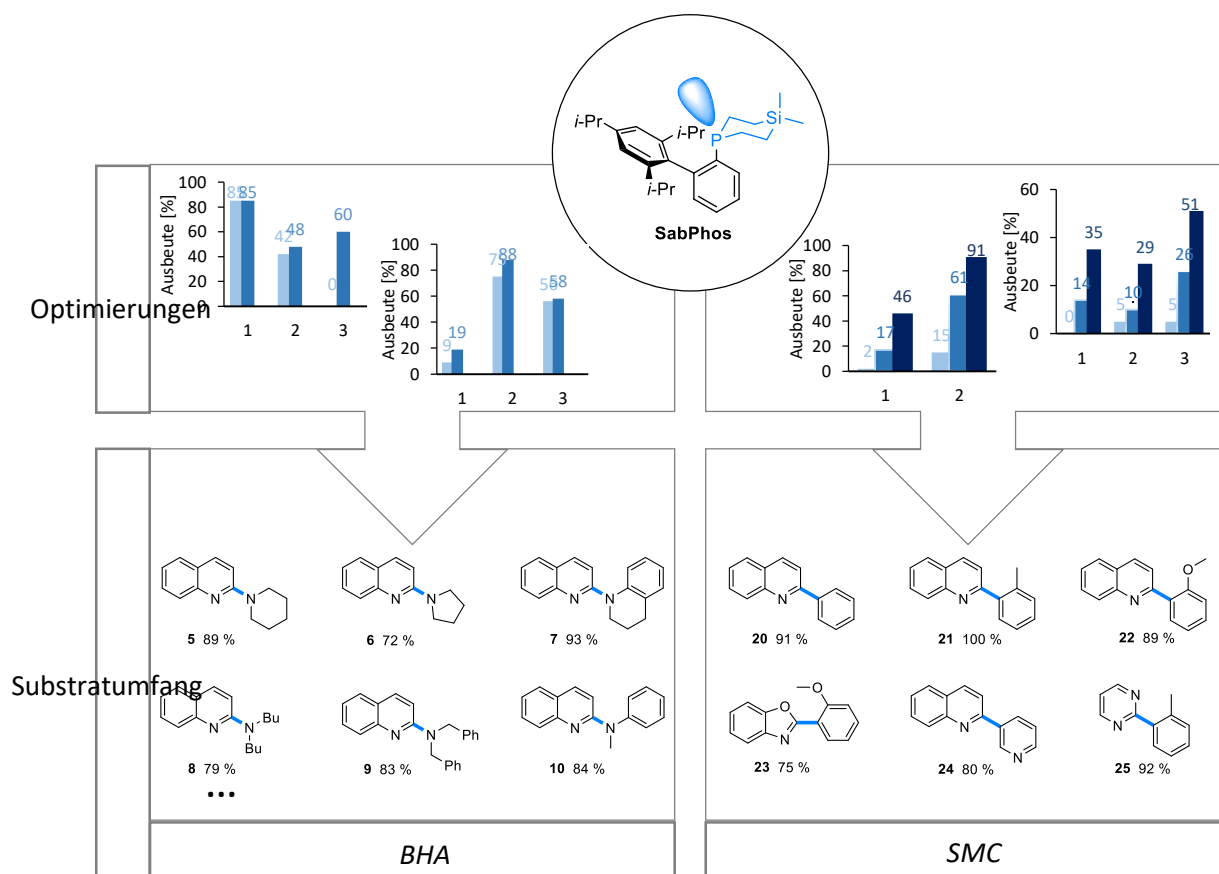 i-Pr
i-Pr
i-Pr
P
Si
SabPhos
Optimierungen
Ausbeute [%]
100
80
60
40
20
0
85
85
42
48
0
60
1
2
3
Ausbeute [%]
100
80
60
40
20
0
9
19
75
88
56
58
1
2
3
Ausbeute [%]
100
80
60
40
20
0
2
17
46
15
61
91
1
2
Ausbeute [%]
60
40
20
0
0
14
35
5
10
29
5
26
51
1
2
3
Substratumfang
N
N
5 89 %
N
N
6 72 %
N
N
7 93 %
N
N
Bu
Bu
8 79 %
N
N
Ph
Ph
9 83 %
N
N
10 84 %
...
BHA
N
20 91 %
N
21 100 %
N
O
22 89 %
O
N
O
23 75 %
N
N
24 80 %
N
N
25 92 %
SMC